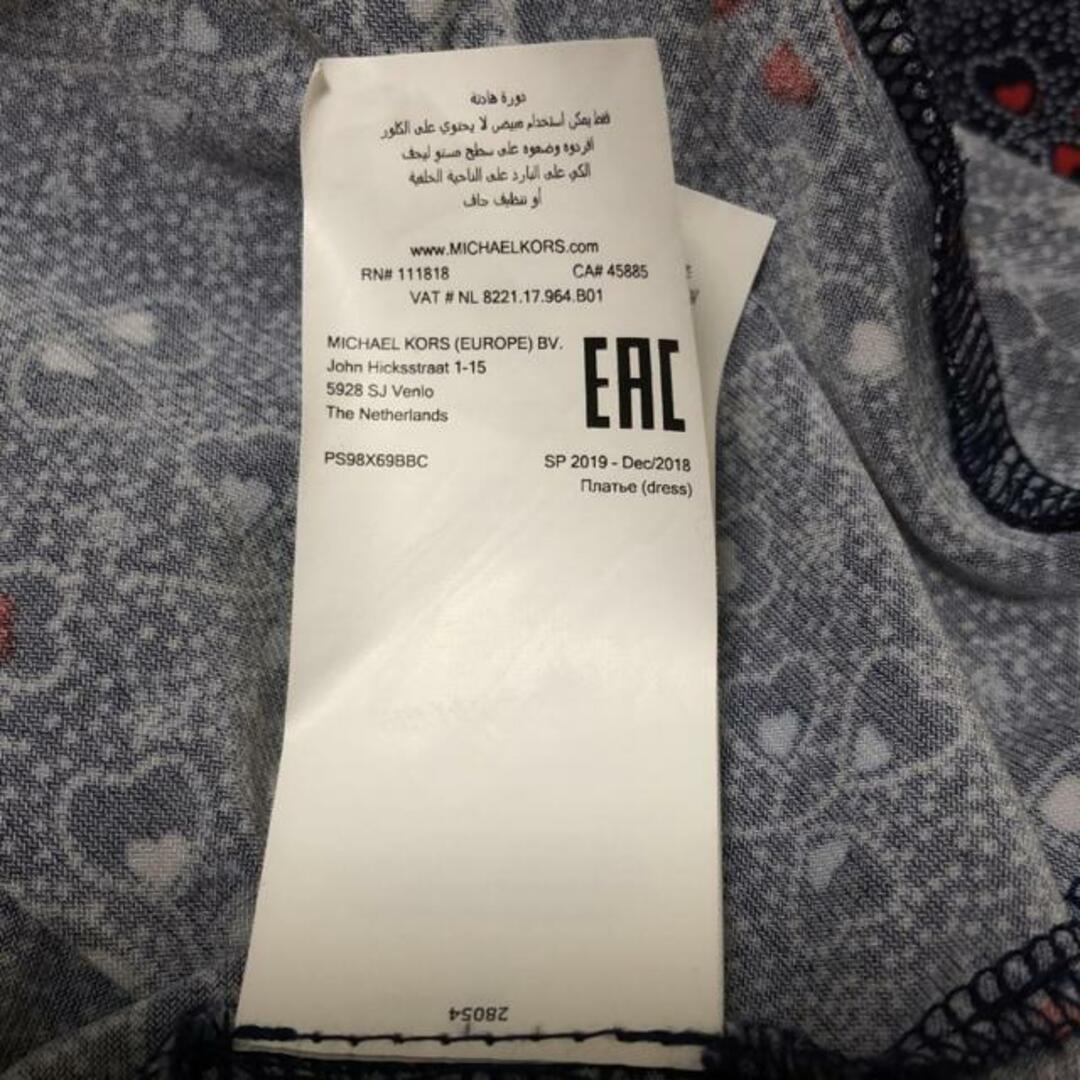 دورة هادئة
فقط يمكن استخدام مبيض لا يحتوي على الكلور
أفردوه وضعوه على سطح مستو ليجف
الكي على البارد على الناحية الخلفية
أو تنظيف جاف
www.MICHAELKORS.com
RN# 111818 CA# 45885
VAT # NL 8221.17.964.B01
MICHAEL KORS (EUROPE) BV.
John Hicksstraat 1-15
5928 SJ Venlo
The Netherlands
EAC
PS98X69BBC SP 2019 - Dec/2018
Платье (dress)
28054